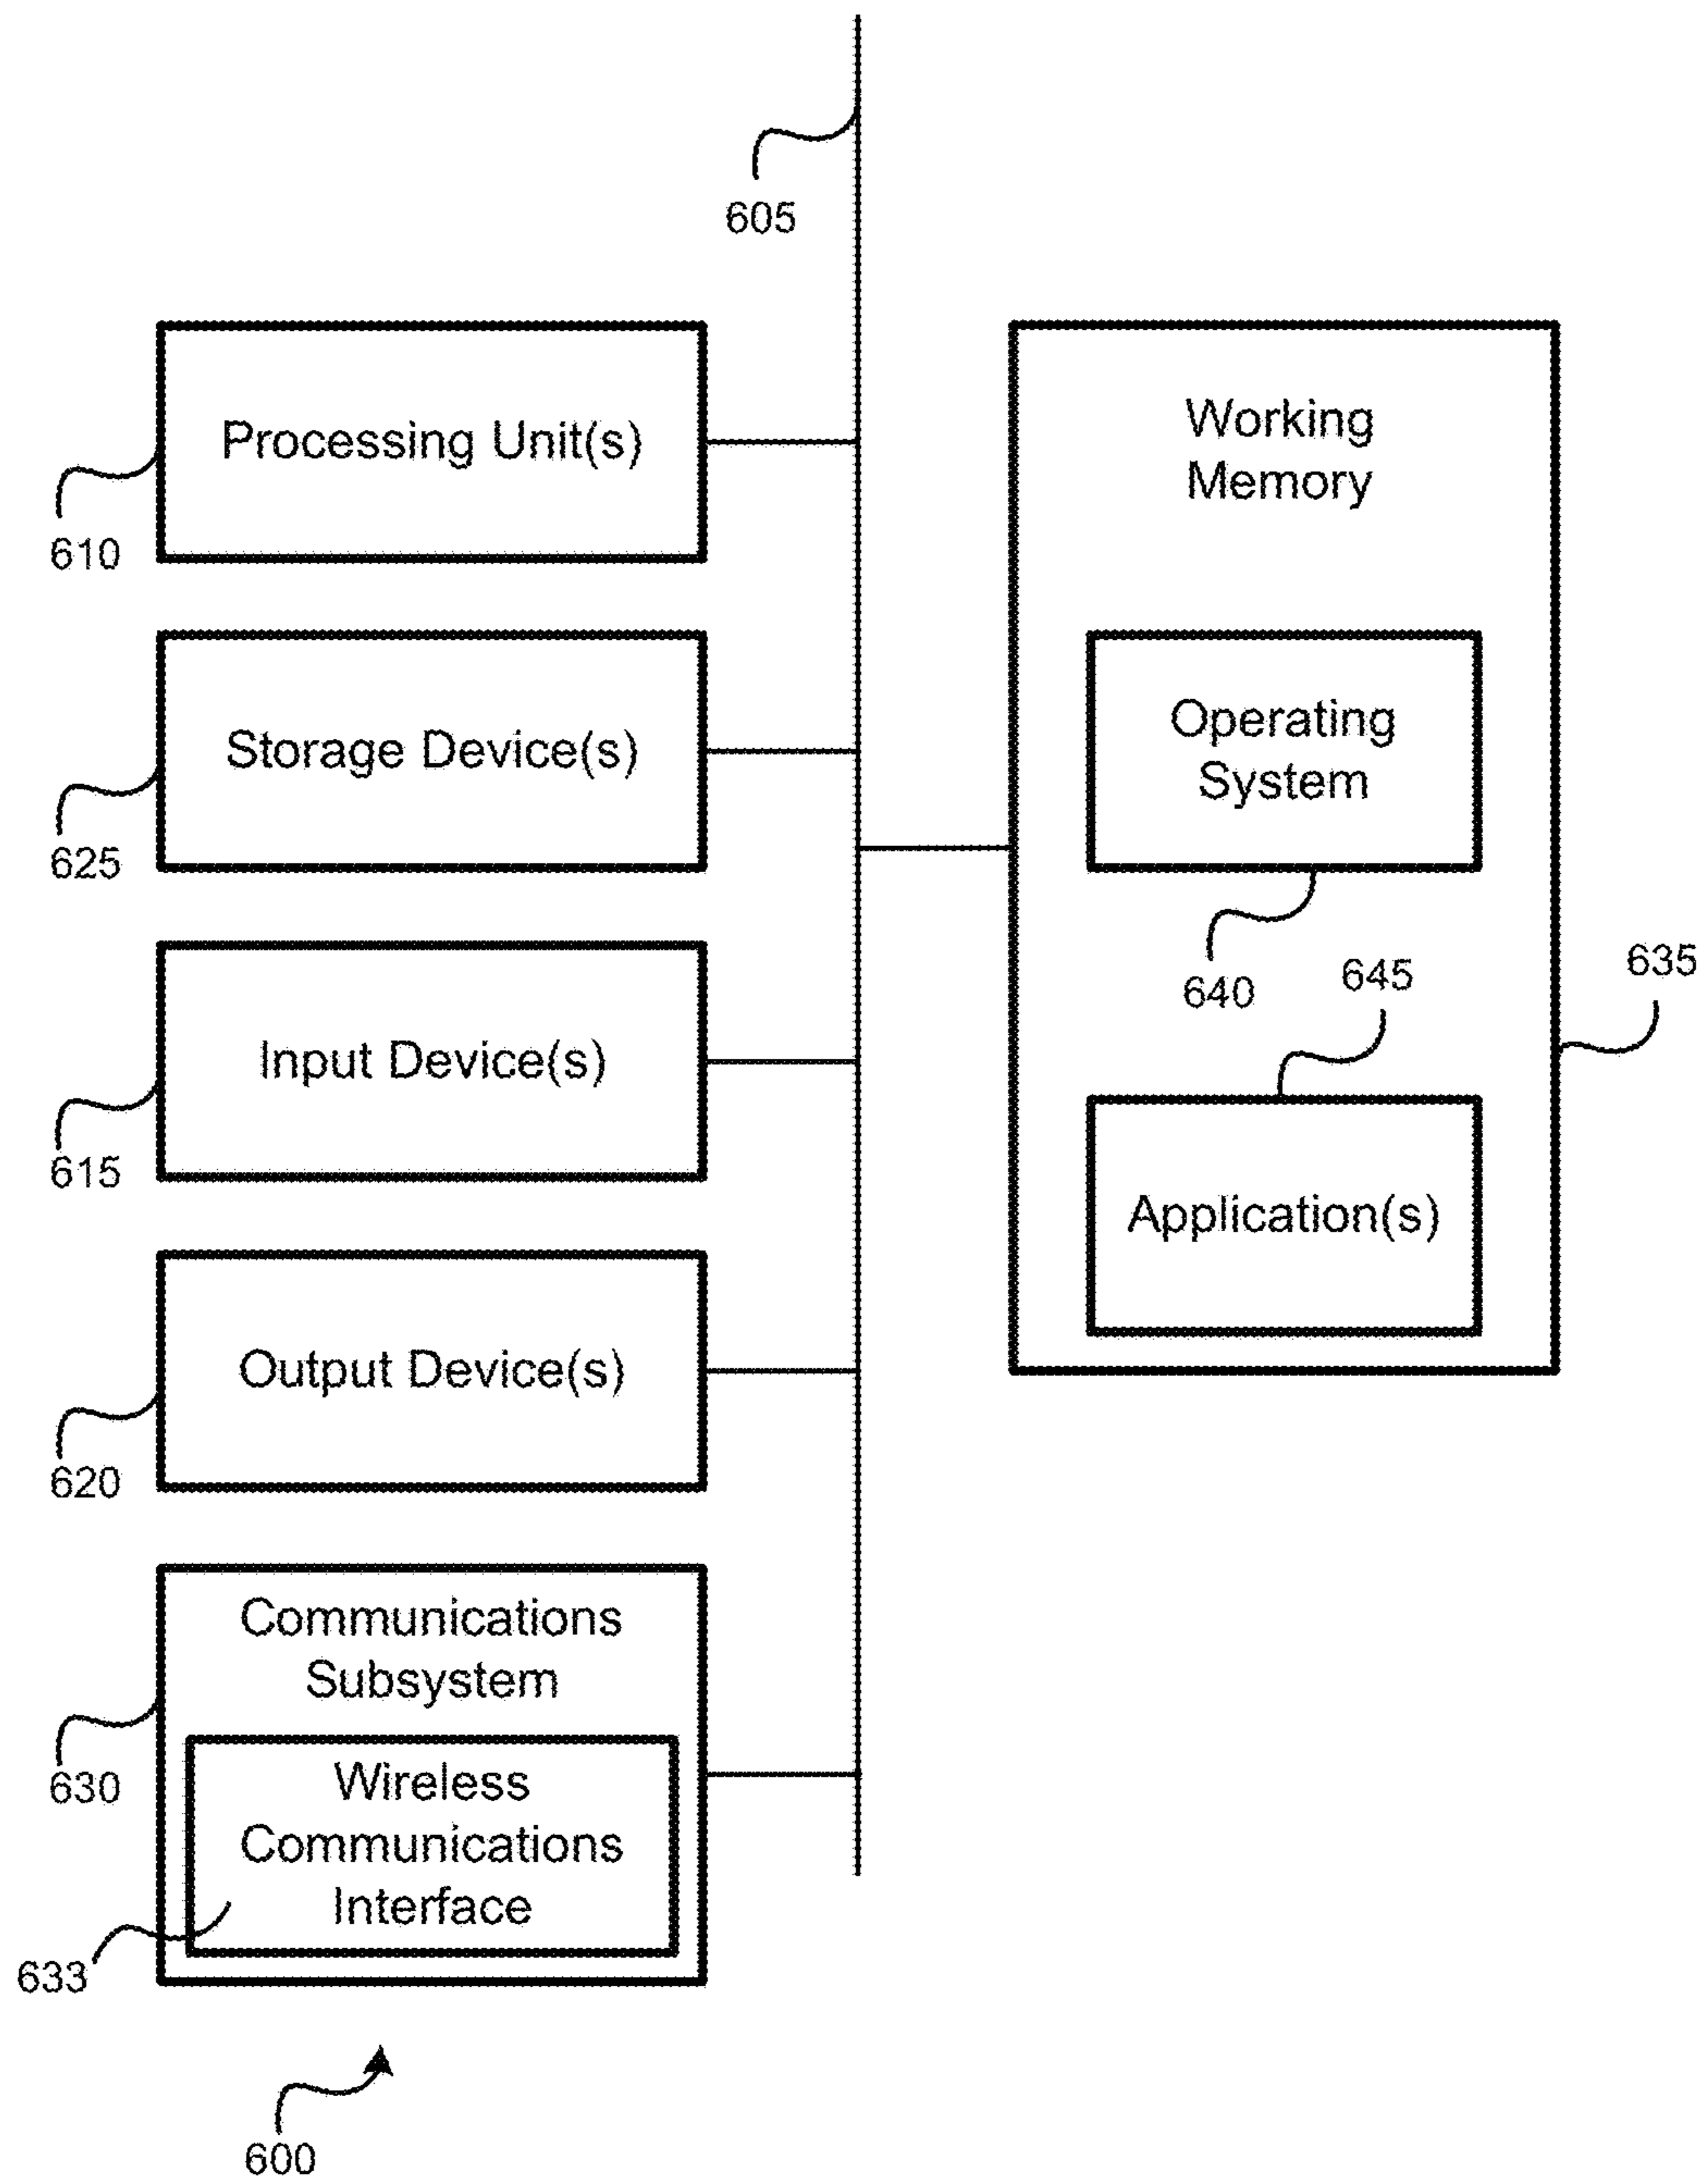 605
Processing Unit(s)
610
Storage Device(s)
625
Input Device(s)
615
Output Device(s)
620
Communications
Subsystem
630
Wireless
Communications
Interface
633
600
Working
Memory
Operating
System
640
645
635
Application(s)